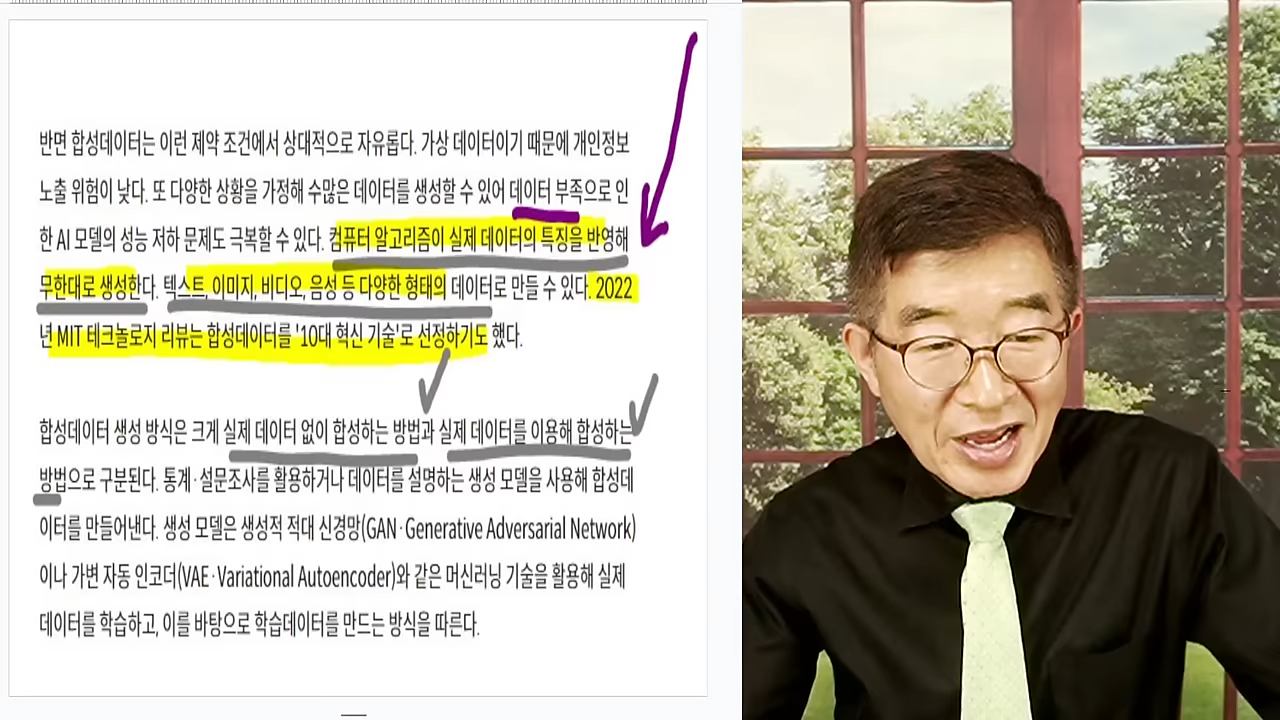 반면 합성데이터는 이런 제약 조건에서 상대적으로 자유롭다. 가상 데이터이기 때문에 개인정보
노출 위험이 낮다. 또 다양한 상황을 가정해 수많은 데이터를 생성할 수 있어 데이터 부족으로 인
한 AI 모델의 성능 저하 문제도 극복할 수 있다. 컴퓨터 알고리즘이 실제 데이터의 특징을 반영해
무한대로 생성한다. 텍스트, 이미지, 비디오, 음성 등 다양한 형태의 데이터로 만들 수 있다. 2022
년 MIT 테크놀로지 리뷰는 합성데이터를 '10대 혁신 기술'로 선정하기도 했다.
합성데이터 생성 방식은 크게 실제 데이터 없이 합성하는 방법과 실제 데이터를 이용해 합성하는
방법으로 구분된다. 통계·설문조사를 활용하거나 데이터를 설명하는 생성 모델을 사용해 합성데
이터를 만들어낸다. 생성 모델은 생성적 적대 신경망(GAN·Generative Adversarial Network)
이나 가변 자동 인코더(VAE·Variational Autoencoder)와 같은 머신러닝 기술을 활용해 실제
데이터를 학습하고, 이를 바탕으로 학습데이터를 만드는 방식을 따른다.